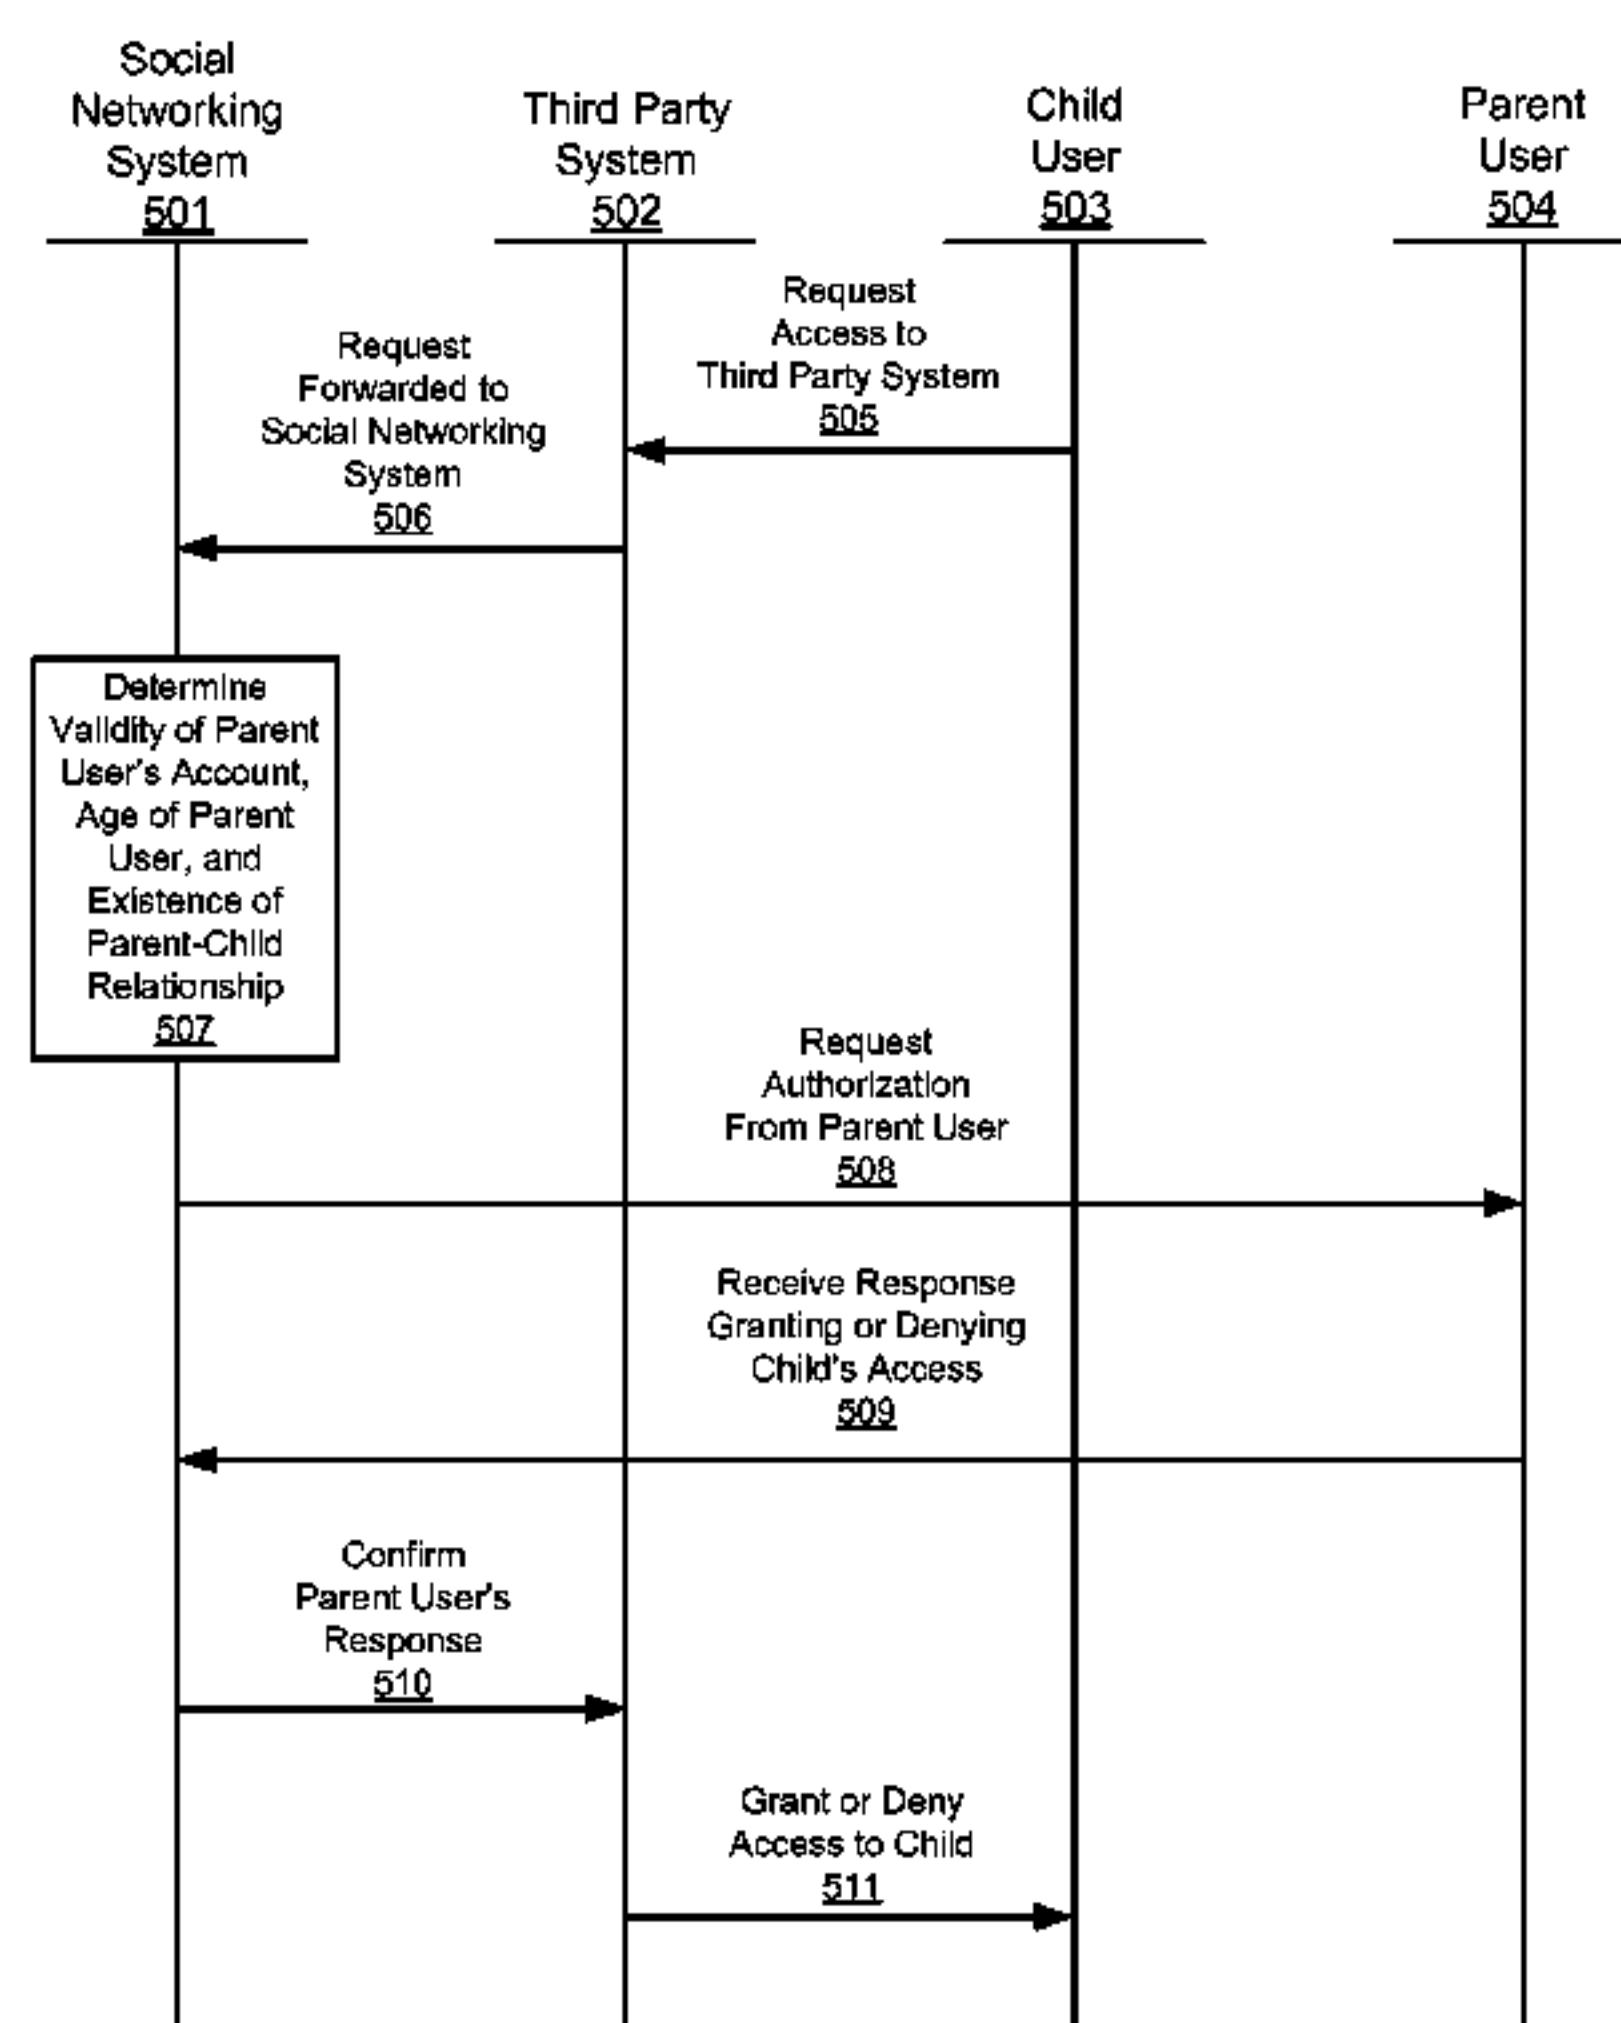 Social
Networking
System
501
Third Party
System
502
Child
User
503
Parent
User
504
Request
Access to
Third Party System
505
Request
Forwarded to
Social Networking
System
506
Determine
Validity of Parent
User's Account,
Age of Parent
User, and
Existence of
Parent-Child
Relationship
507
Request
Authorization
From Parent User
508
Receive Response
Granting or Denying
Child's Access
509
Confirm
Parent User's
Response
510
Grant or Deny
Access to Child
511